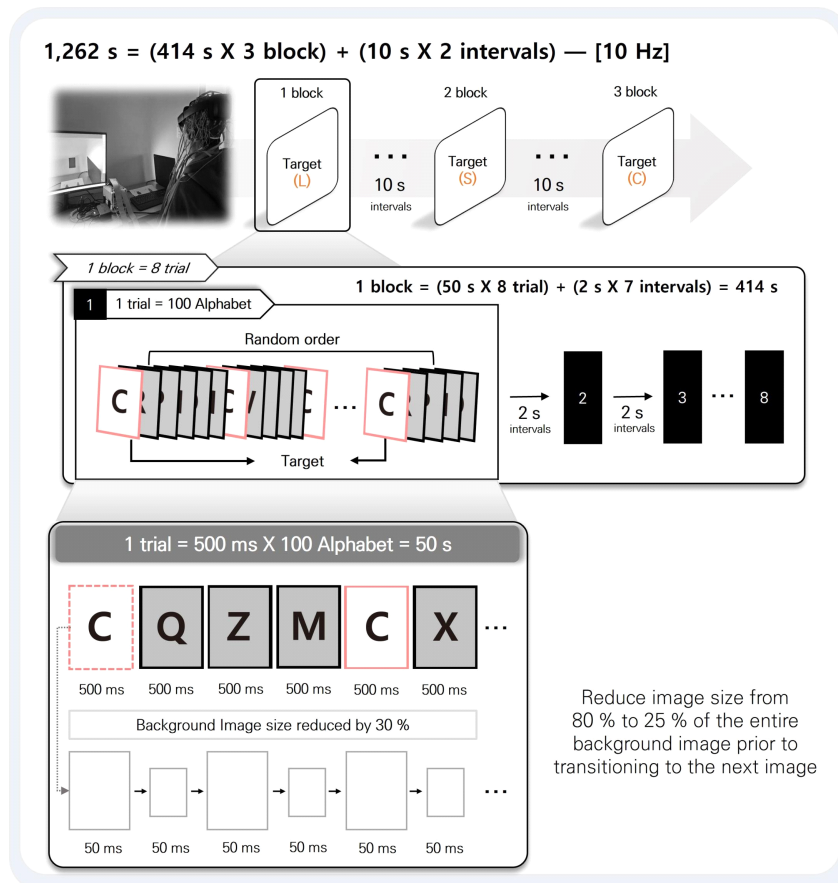 1,262 s = (414 s X 3 block) + (10 s X 2 intervals) — [10 Hz]
1 block
2 block
3 block
Target
(L)
...
10 s
intervals
Target
(S)
...
10 s
intervals
Target
(C)
1 block = 8 trial
1 block = (50 s X 8 trial) + (2 s X 7 intervals) = 414 s
1
1 trial = 100 Alphabet
Random order
C
C
C
...
C
Target
2 s
intervals
2
2 s
intervals
3
...
8
1 trial = 500 ms X 100 Alphabet = 50 s
C Q Z M C X ...
500 ms 500 ms 500 ms 500 ms 500 ms 500 ms
Background Image size reduced by 30 %
...
50 ms 50 ms 50 ms 50 ms 50 ms 50 ms
Reduce image size from
80 % to 25 % of the entire
background image prior to
transitioning to the next image